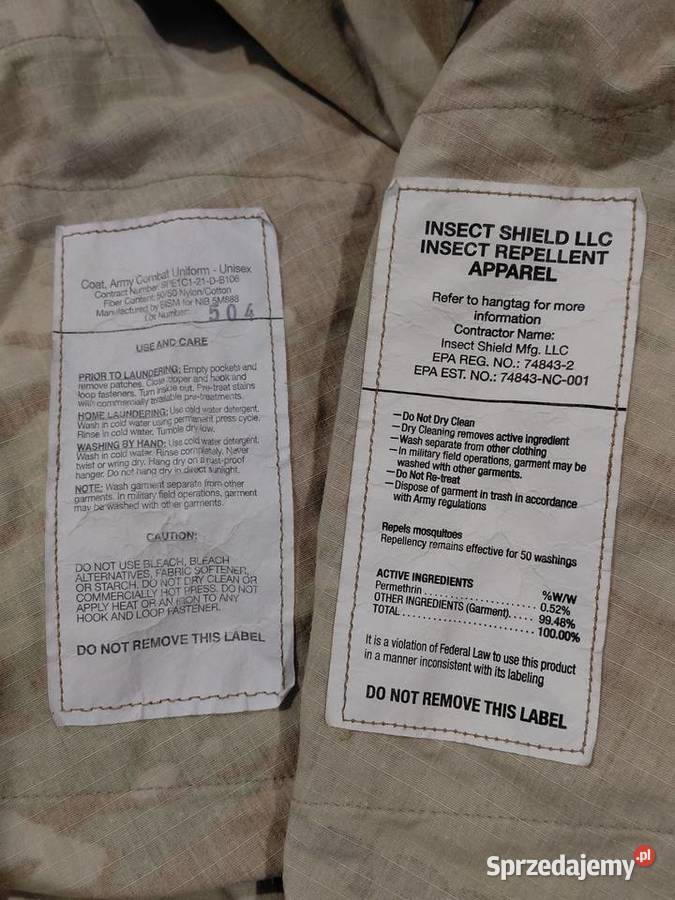 Coat, Army Combat Uniform - Unisex
Contract Number: SPE1C1-21-D-B106
Fiber Content: 50/50 Nylon/Cotton
Manufactured by BISM for NIB 5M888
Lot Number: 504
USE AND CARE
PRIOR TO LAUNDERING: Empty pockets and
remove patches. Close zipper and hook and
loop fasteners. Turn inside out. Pre-treat stains
with commercially available pre-treatments.
HOME LAUNDERING: Use cold water detergent.
Wash in cold water using permanent press cycle.
Rinse in cold water. Tumble dry low.
WASHING BY HAND: Use cold water detergent.
Wash in cold water. Rinse completely. Never
twist or wring dry. Hang dry on a rust-proof
hanger. Do not hang dry in direct sunlight.
NOTE: Wash garment separate from other
garments. In military field operations, garment
may be washed with other garments.
CAUTION:
DO NOT USE BLEACH, BLEACH
ALTERNATIVES, FABRIC SOFTENER,
OR STARCH. DO NOT DRY CLEAN OR
COMMERCIALLY HOT PRESS. DO NOT
APPLY HEAT OR AN IRON TO ANY
HOOK AND LOOP FASTENER.
DO NOT REMOVE THIS LABEL
INSECT SHIELD LLC
INSECT REPELLENT
APPAREL
Refer to hangtag for more
information
Contractor Name:
Insect Shield Mfg. LLC
EPA REG. NO.: 74843-2
EPA EST. NO.: 74843-NC-001
—Do Not Dry Clean
—Dry Cleaning removes active ingredient
—Wash separate from other clothing
—In military field operations, garment may be
washed with other garments.
—Do Not Re-treat
—Dispose of garment in trash in accordance
with Army regulations
Repels mosquitoes
Repellency remains effective for 50 washings
ACTIVE INGREDIENTS %W/W
Permethrin ........................ 0.52%
OTHER INGREDIENTS (Garment)..... 99.48%
TOTAL .............................. 100.00%
It is a violation of Federal Law to use this product
in a manner inconsistent with its labeling
DO NOT REMOVE THIS LABEL
Sprzedajemy.pl